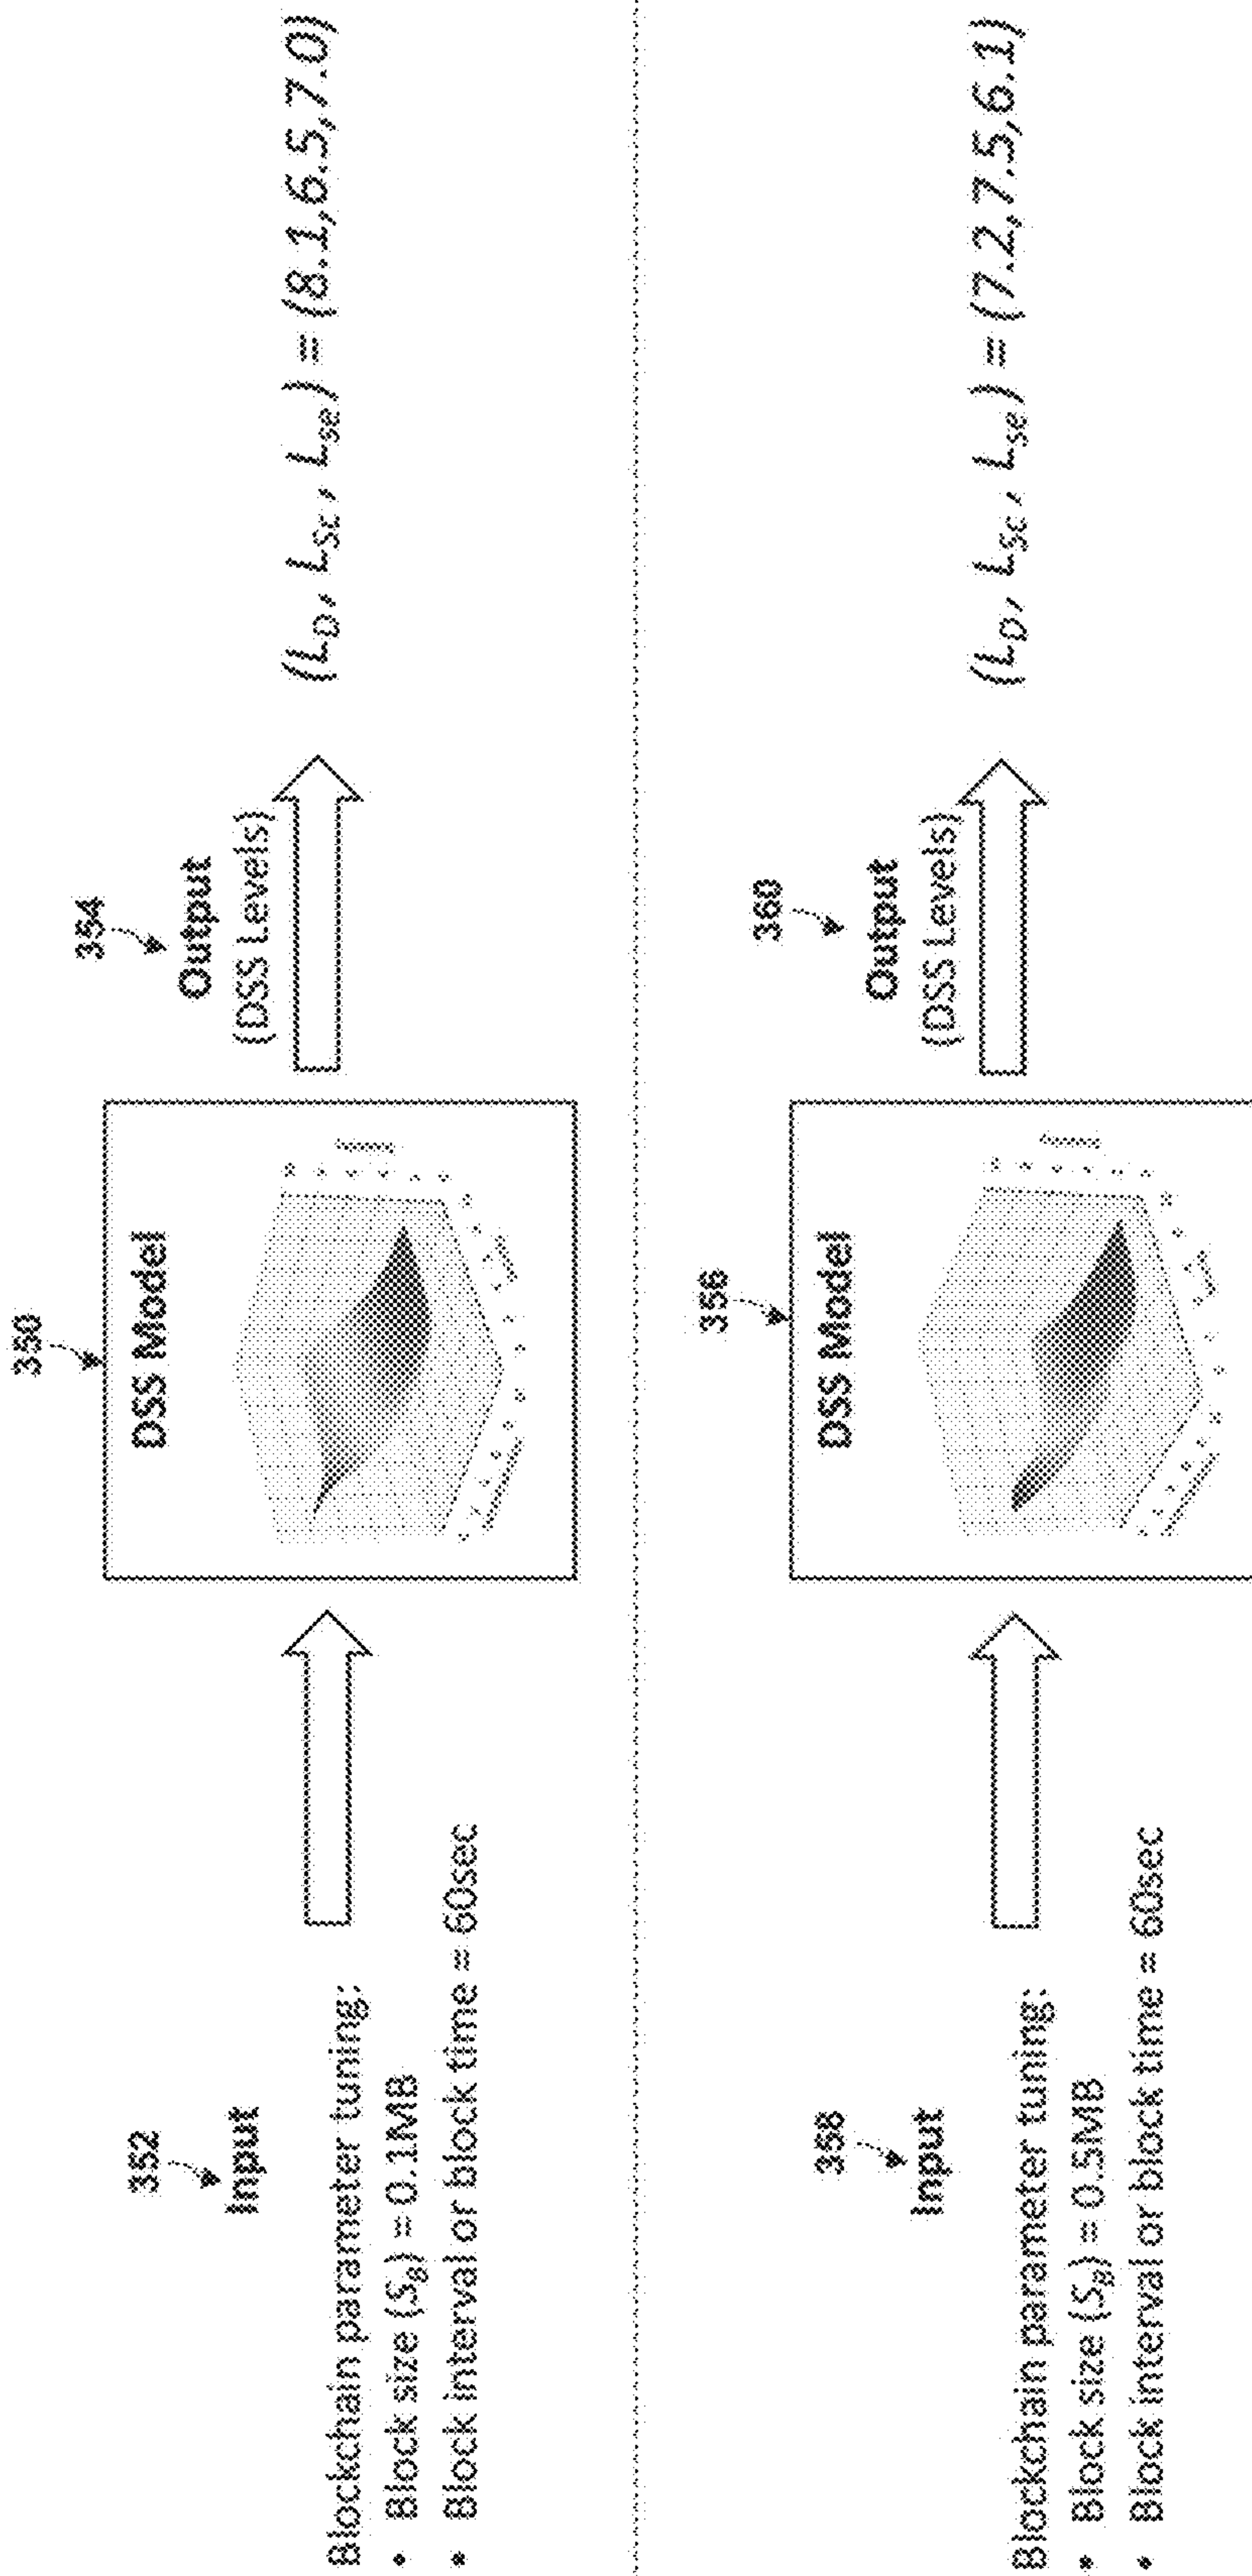 352
Input
Blockchain parameter tuning:
• Block size (S_B) = 0.1MB
• Block interval or block time = 60sec
350
DSS Model
354
Output
(DSS Levels)
(L_D, L_Sc, L_se) = (8.1,6.5,7.0)
358
Input
Blockchain parameter tuning:
• Block size (S_B) = 0.5MB
• Block interval or block time = 60sec
356
DSS Model
360
Output
(DSS Levels)
(L_D, L_Sc, L_se) = (7.2,7.5,6.1)